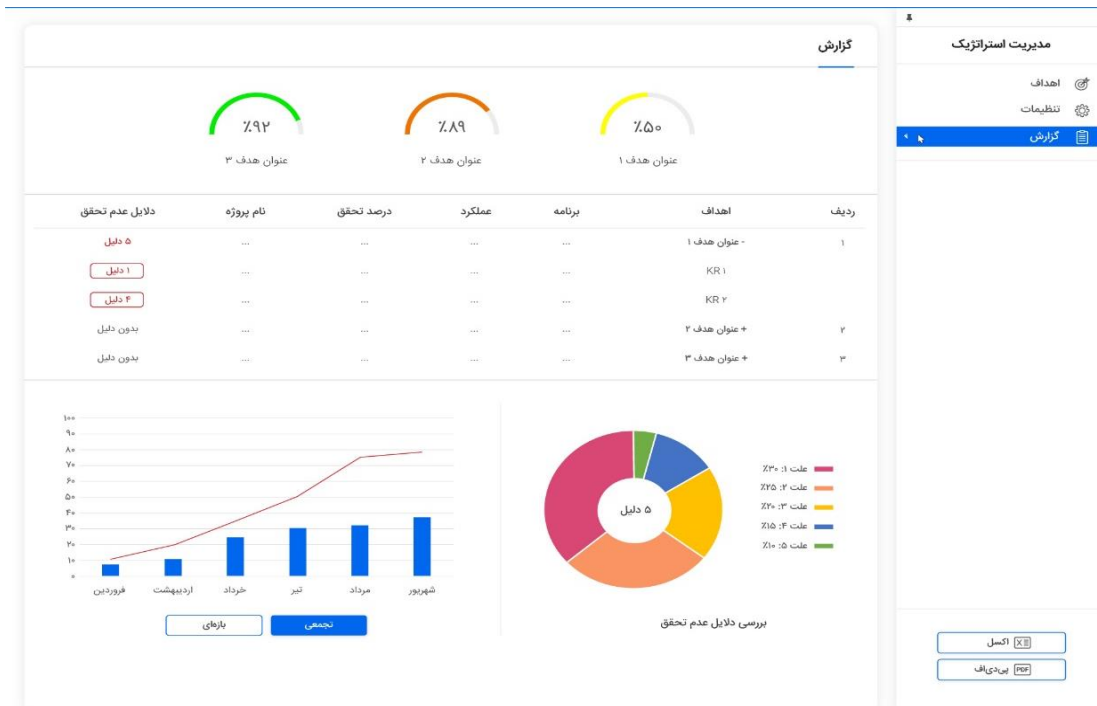 مدیریت استراتژیک
اهداف
تنظیمات
گزارش
گزارش
٪۵۰
عنوان هدف ۱
٪۸۹
عنوان هدف ۲
٪۹۲
عنوان هدف ۳
ردیف اهداف برنامه عملکرد درصد تحقق نام پروژه دلایل عدم تحقق
۱ - عنوان هدف ۱ ... ... ... ... ۵ دلیل
KR ۱ ... ... ... ... ۱ دلیل
KR ۲ ... ... ... ... ۴ دلیل
۲ + عنوان هدف ۲ ... ... ... ... بدون دلیل
۳ + عنوان هدف ۳ ... ... ... ... بدون دلیل
علت ۱: ۳۰٪
علت ۲: ۲۵٪
علت ۳: ۲۰٪
علت ۴: ۱۵٪
علت ۵: ۱۰٪
۵ دلیل
بررسی دلایل عدم تحقق
۱۰۰
۹۰
۸۰
۷۰
۶۰
۵۰
۴۰
۳۰
۲۰
۱۰
۰
فروردین اردیبهشت خرداد تیر مرداد شهریور
تجمعی بازه‌ای
اکسل
PDF پی‌دی‌اف